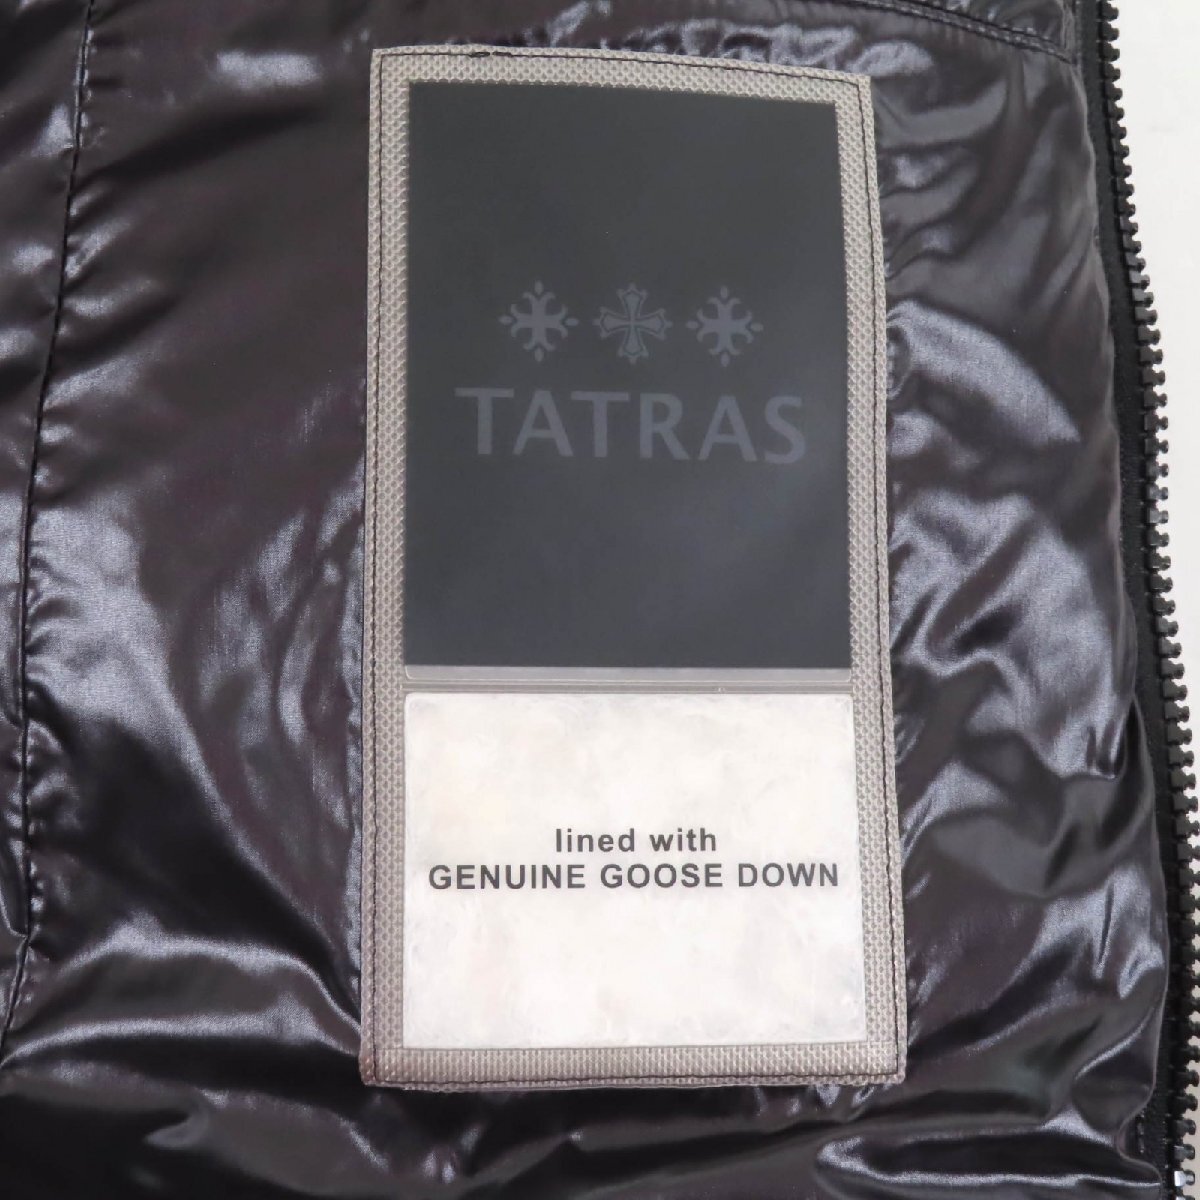 TATRAS
lined with
GENUINE GOOSE DOWN